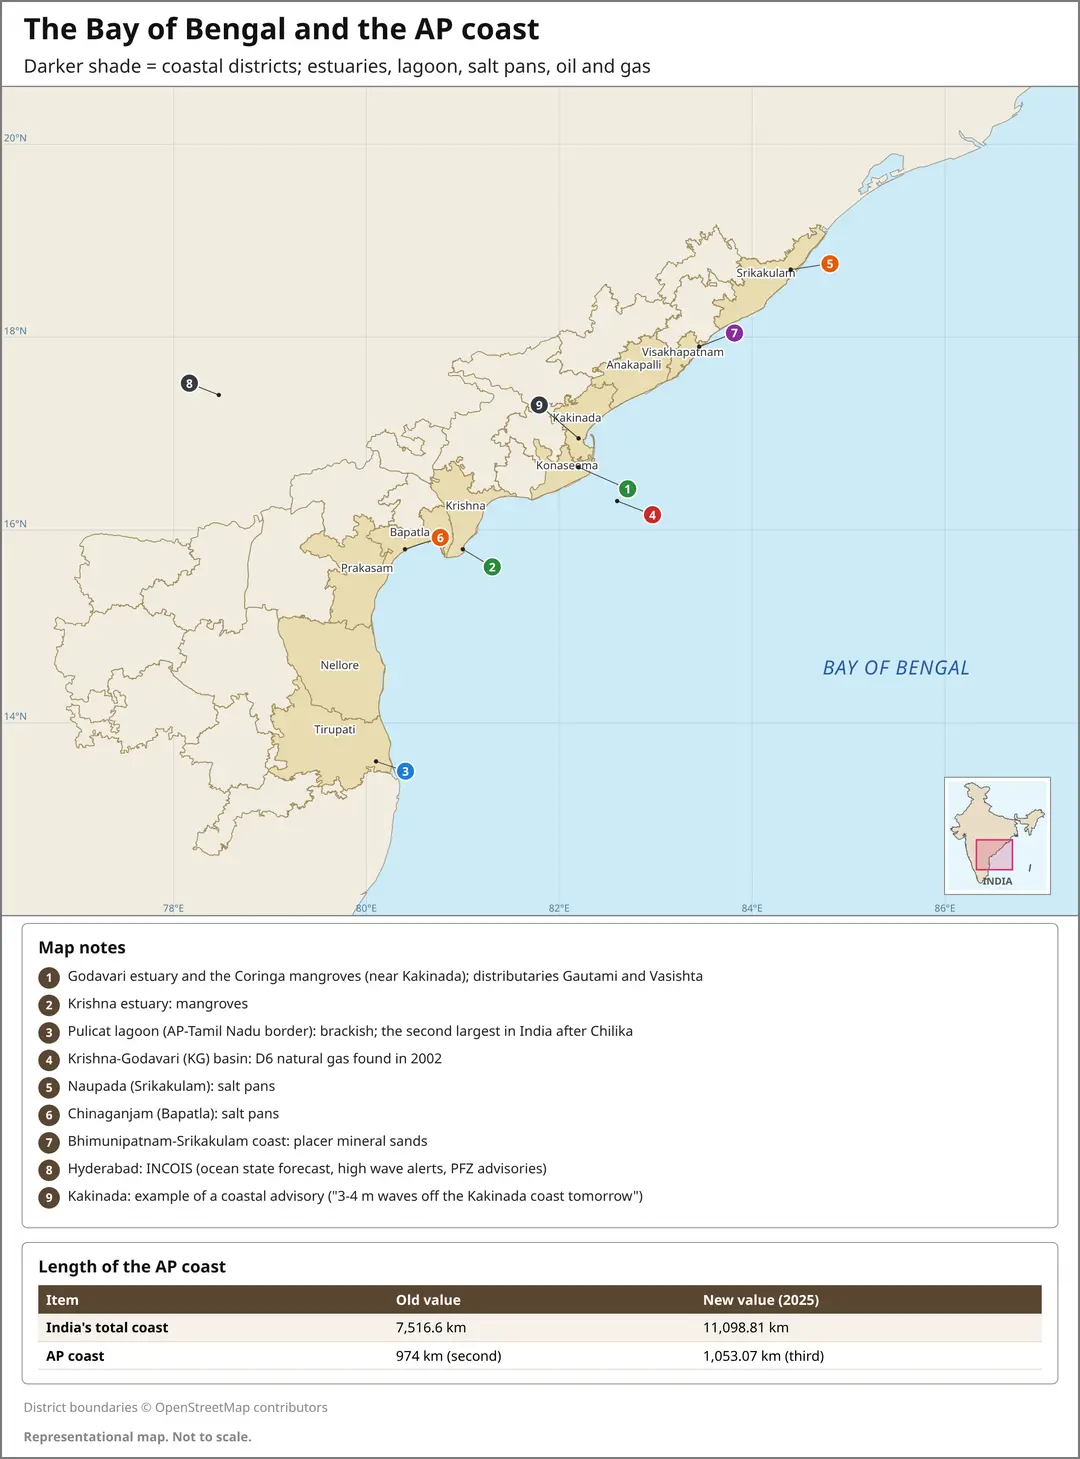 The Bay of Bengal and the AP coast
Darker shade = coastal districts; estuaries, lagoon, salt pans, oil and gas
20°N
18°N
16°N
14°N
78°E
80°E
82°E
84°E
86°E
Srikakulam
5
7
Visakhapatnam
Anakapalli
8
9
Kakinada
Konaseema
1
4
Krishna
Bapatla
6
2
Prakasam
Nellore
BAY OF BENGAL
Tirupati
3
INDIA
Map notes
1 Godavari estuary and the Coringa mangroves (near Kakinada); distributaries Gautami and Vasishta
2 Krishna estuary: mangroves
3 Pulicat lagoon (AP-Tamil Nadu border): brackish; the second largest in India after Chilika
4 Krishna-Godavari (KG) basin: D6 natural gas found in 2002
5 Naupada (Srikakulam): salt pans
6 Chinaganjam (Bapatla): salt pans
7 Bhimunipatnam-Srikakulam coast: placer mineral sands
8 Hyderabad: INCOIS (ocean state forecast, high wave alerts, PFZ advisories)
9 Kakinada: example of a coastal advisory ("3-4 m waves off the Kakinada coast tomorrow")
Length of the AP coast
Item Old value New value (2025)
India's total coast 7,516.6 km 11,098.81 km
AP coast 974 km (second) 1,053.07 km (third)
District boundaries © OpenStreetMap contributors
Representational map. Not to scale.